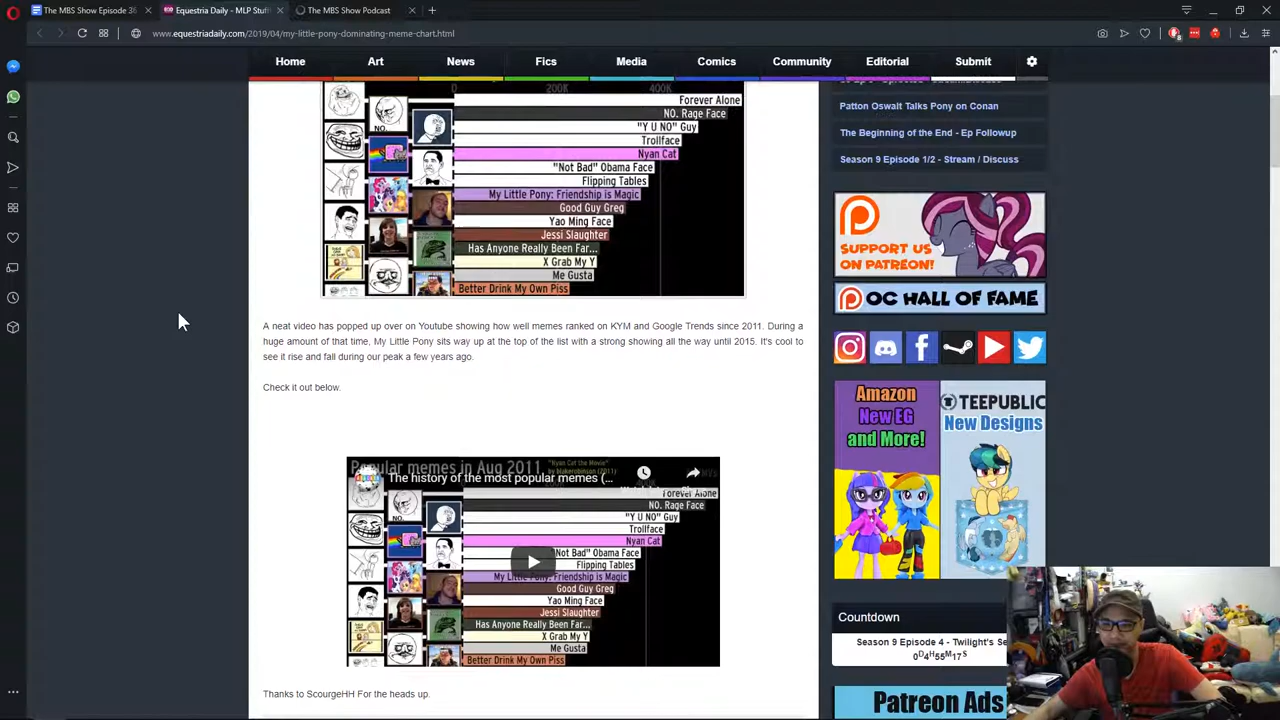 The MBS Show Episode 36
Equestria Daily - MLP Stuf
The MBS Show Podcast
www.equestriadaily.com/2019/04/my-little-pony-dominating-meme-chart.html
Home Art News Fics Media Comics Community Editorial Submit
0 200K 400K
Forever Alone
NO. Rage Face
"Y U NO" Guy
Trollface
Nyan Cat
"Not Bad" Obama Face
Flipping Tables
My Little Pony: Friendship is Magic
Good Guy Greg
Yao Ming Face
Jessi Slaughter
Has Anyone Really Been Far...
X Grab My Y
Me Gusta
Better Drink My Own Piss
NO.
A neat video has popped up over on Youtube showing how well memes ranked on KYM and Google Trends since 2011. During a
huge amount of that time, My Little Pony sits way up at the top of the list with a strong showing all the way until 2015. It's cool to
see it rise and fall during our peak a few years ago.
Check it out below.
Popular memes in Aug 2011
"Nyan Cat the Movie"
by blakerobinson (2011)
The history of the most popular memes (...
Forever Alone
NO. Rage Face
"Y U NO" Guy
Trollface
Nyan Cat
"Not Bad" Obama Face
Flipping Tables
My Little Pony: Friendship is Magic
Good Guy Greg
Yao Ming Face
Jessi Slaughter
Has Anyone Really Been Far...
X Grab My Y
Me Gusta
Better Drink My Own Piss
NO.
Thanks to ScourgeHH For the heads up.
Patton Oswalt Talks Pony on Conan
The Beginning of the End - Ep Followup
Season 9 Episode 1/2 - Stream / Discuss
SUPPORT US
ON PATREON!
OC HALL OF FAME
Amazon
New EG
and More!
TEEPUBLIC
New Designs
Countdown
Season 9 Episode 4 - Twilight's Se
0D4H55M17S
Patreon Ads